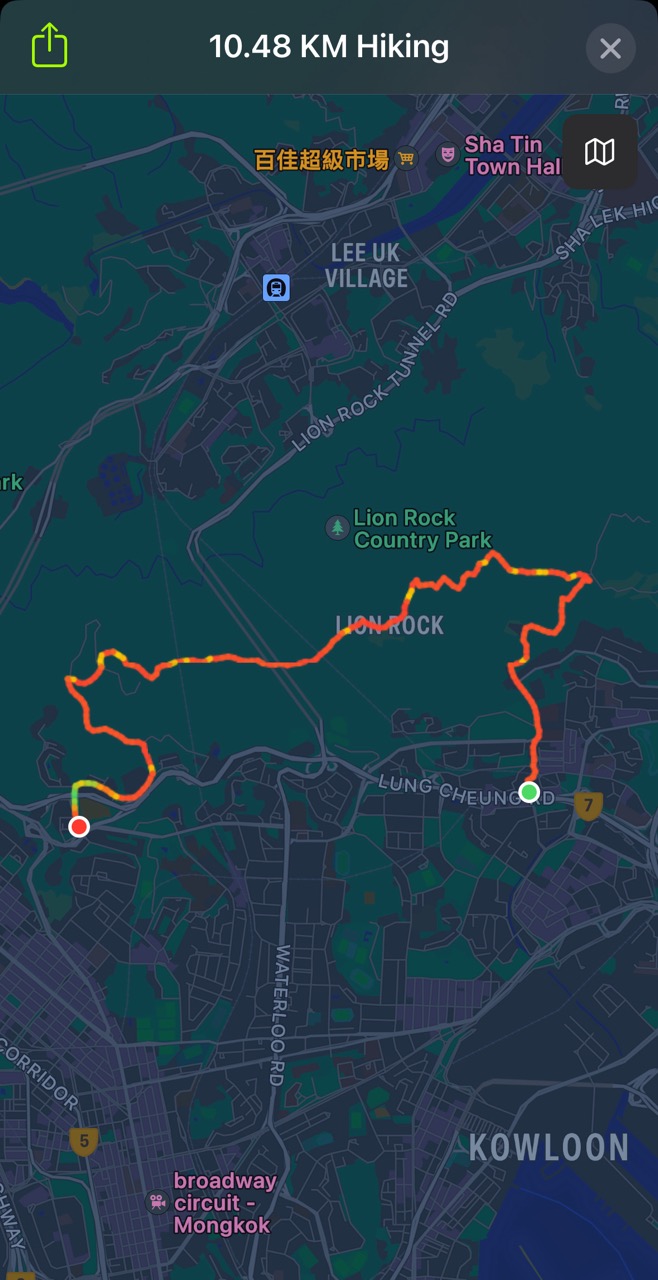 10.48 KM Hiking
百佳超級市場
Sha Tin
Town Hal
LEE UK
VILLAGE
SHA LEK HIG
LION ROCK TUNNEL RD
rk
Lion Rock
Country Park
LION ROCK
LUNG CHEUNG RD
7
WATERLOO RD
CORRIDOR
5
KOWLOON
broadway
circuit -
Mongkok
HWAY